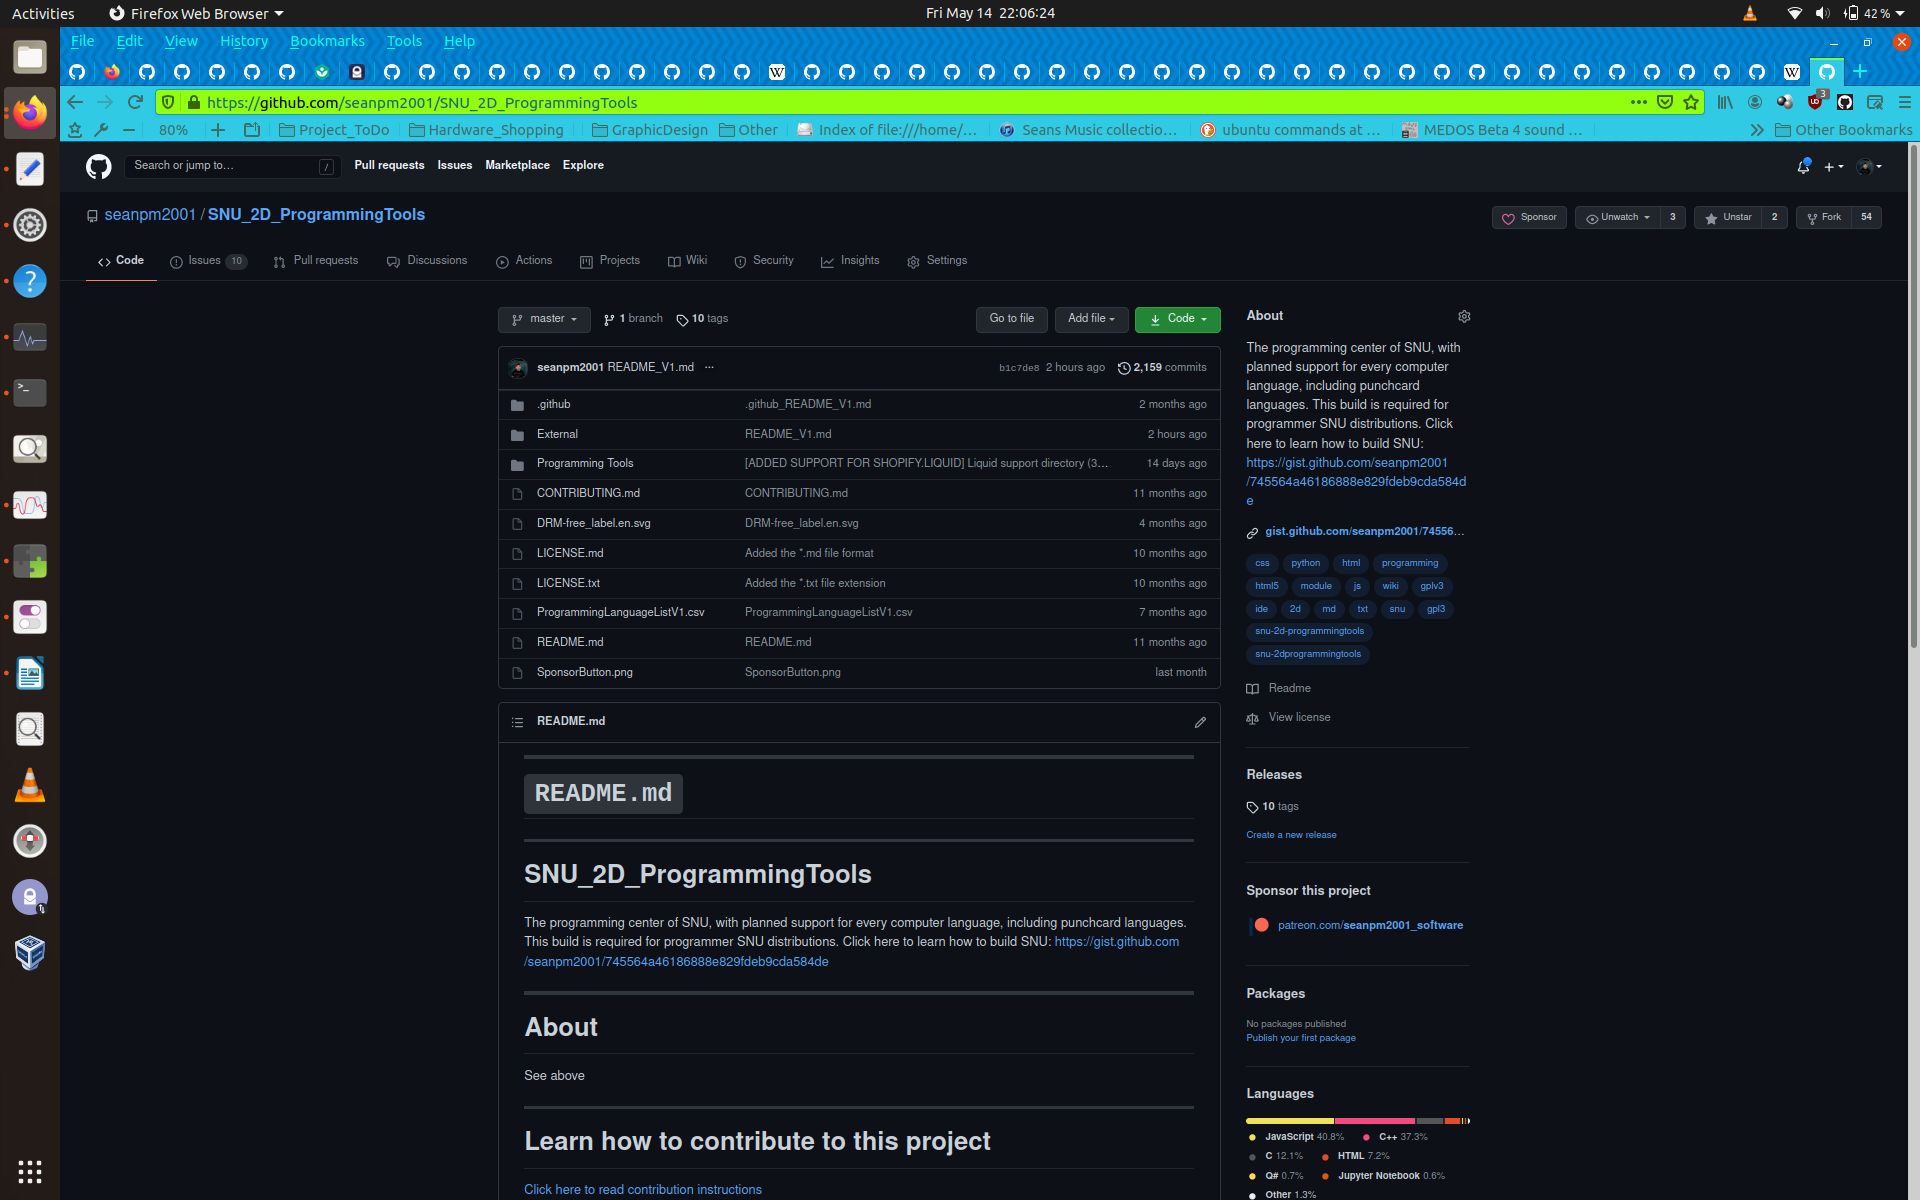 Activities
Firefox Web Browser
Fri May 14 22:06:24
42 %
File Edit View History Bookmarks Tools Help
https://github.com/seanpm2001/SNU_2D_ProgrammingTools
3
80%
Project_ToDo
Hardware_Shopping
GraphicDesign
Other
Index of file:///home/...
Seans Music collectio...
ubuntu commands at ...
MEDOS Beta 4 sound ...
Other Bookmarks
Search or jump to...
/
Pull requests Issues Marketplace Explore
seanpm2001 / SNU_2D_ProgrammingTools
Sponsor
Unwatch 3
Unstar 2
Fork 54
Code
Issues 10
Pull requests
Discussions
Actions
Projects
Wiki
Security
Insights
Settings
master
1 branch
10 tags
Go to file
Add file
Code
seanpm2001 README_V1.md ...
b1c7de8 2 hours ago 2,159 commits
.github .github_README_V1.md 2 months ago
External README_V1.md 2 hours ago
Programming Tools [ADDED SUPPORT FOR SHOPIFY.LIQUID] Liquid support directory (3... 14 days ago
CONTRIBUTING.md CONTRIBUTING.md 11 months ago
DRM-free_label.en.svg DRM-free_label.en.svg 4 months ago
LICENSE.md Added the *.md file format 10 months ago
LICENSE.txt Added the *.txt file extension 10 months ago
ProgrammingLanguageListV1.csv ProgrammingLanguageListV1.csv 7 months ago
README.md README.md 11 months ago
SponsorButton.png SponsorButton.png last month
README.md
README.md
SNU_2D_ProgrammingTools
The programming center of SNU, with planned support for every computer language, including punchcard languages.
This build is required for programmer SNU distributions. Click here to learn how to build SNU: https://gist.github.com
/seanpm2001/745564a46186888e829fdeb9cda584de
About
See above
Learn how to contribute to this project
Click here to read contribution instructions
About
The programming center of SNU, with
planned support for every computer
language, including punchcard
languages. This build is required for
programmer SNU distributions. Click
here to learn how to build SNU:
https://gist.github.com/seanpm2001
/745564a46186888e829fdeb9cda584d
e
gist.github.com/seanpm2001/74556...
css python html programming
html5 module js wiki gplv3
ide 2d md txt snu gpl3
snu-2d-programmingtools
snu-2dprogrammingtools
Readme
View license
Releases
10 tags
Create a new release
Sponsor this project
patreon.com/seanpm2001_software
Packages
No packages published
Publish your first package
Languages
JavaScript 40.8% C++ 37.3%
C 12.1% HTML 7.2%
Q# 0.7% Jupyter Notebook 0.6%
Other 1.3%